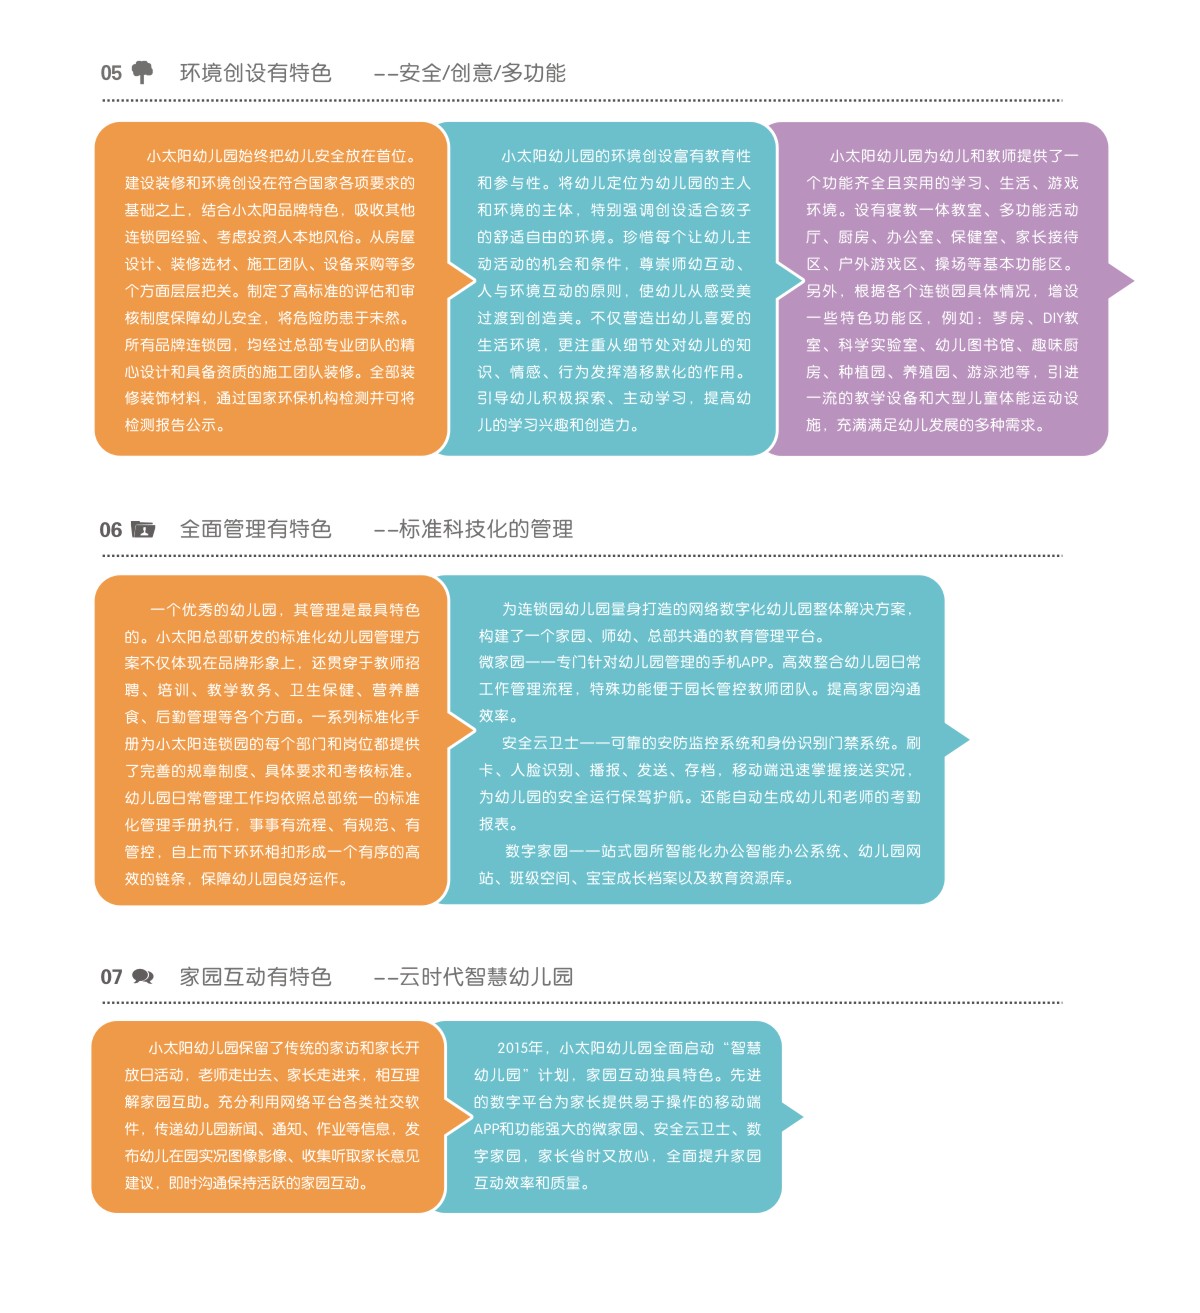 05 环境创设有特色 --安全/创意/多功能
小太阳幼儿园始终把幼儿安全放在首位。
建设装修和环境创设在符合国家各项要求的
基础之上，结合小太阳品牌特色，吸收其他
连锁园经验、考虑投资人本地风俗。从房屋
设计、装修选材、施工团队、设备采购等多
个方面层层把关。制定了高标准的评估和审
核制度保障幼儿安全，将危险防患于未然。
所有品牌连锁园，均经过总部专业团队的精
心设计和具备资质的施工团队装修。全部装
修装饰材料，通过国家环保机构检测并可将
检测报告公示。
小太阳幼儿园的环境创设富有教育性
和参与性。将幼儿定位为幼儿园的主人
和环境的主体，特别强调创设适合孩子
的舒适自由的环境。珍惜每个让幼儿主
动活动的机会和条件，尊崇师幼互动、
人与环境互动的原则，使幼儿从感受美
过渡到创造美。不仅营造出幼儿喜爱的
生活环境，更注重从细节处对幼儿的知
识、情感、行为发挥潜移默化的作用。
引导幼儿积极探索、主动学习，提高幼
儿的学习兴趣和创造力。
小太阳幼儿园为幼儿和教师提供了一
个功能齐全且实用的学习、生活、游戏
环境。设有寝教一体教室、多功能活动
厅、厨房、办公室、保健室、家长接待
区、户外游戏区、操场等基本功能区。
另外，根据各个连锁园具体情况，增设
一些特色功能区，例如：琴房、DIY教
室、科学实验室、幼儿图书馆、趣味厨
房、种植园、养殖园、游泳池等，引进
一流的教学设备和大型儿童体能运动设
施，充满满足幼儿发展的多种需求。
06 全面管理有特色 --标准科技化的管理
一个优秀的幼儿园，其管理是最具特色
的。小太阳总部研发的标准化幼儿园管理方
案不仅体现在品牌形象上，还贯穿于教师招
聘、培训、教学教务、卫生保健、营养膳
食、后勤管理等各个方面。一系列标准化手
册为小太阳连锁园的每个部门和岗位都提供
了完善的规章制度、具体要求和考核标准。
幼儿园日常管理工作均依照总部统一的标准
化管理手册执行，事事有流程、有规范、有
管控，自上而下环环相扣形成一个有序的高
效的链条，保障幼儿园良好运作。
为连锁园幼儿园量身打造的网络数字化幼儿园整体解决方案，
构建了一个家园、师幼、总部共通的教育管理平台。
微家园——专门针对幼儿园管理的手机APP。高效整合幼儿园日常
工作管理流程，特殊功能便于园长管控教师团队。提高家园沟通
效率。
安全云卫士——可靠的安防监控系统和身份识别门禁系统。刷
卡、人脸识别、播报、发送、存档，移动端迅速掌握接送实况，
为幼儿园的安全运行保驾护航。还能自动生成幼儿和老师的考勤
报表。
数字家园——站式园所智能化办公智能办公系统、幼儿园网
站、班级空间、宝宝成长档案以及教育资源库。
07 家园互动有特色 --云时代智慧幼儿园
小太阳幼儿园保留了传统的家访和家长开
放日活动，老师走出去、家长走进来，相互理
解家园互助。充分利用网络平台各类社交软
件，传递幼儿园新闻、通知、作业等信息，发
布幼儿在园实况图像影像、收集听取家长意见
建议，即时沟通保持活跃的家园互动。
2015年，小太阳幼儿园全面启动“智慧
幼儿园”计划，家园互动独具特色。先进
的数字平台为家长提供易于操作的移动端
APP和功能强大的微家园、安全云卫士、数
字家园，家长省时又放心，全面提升家园
互动效率和质量。